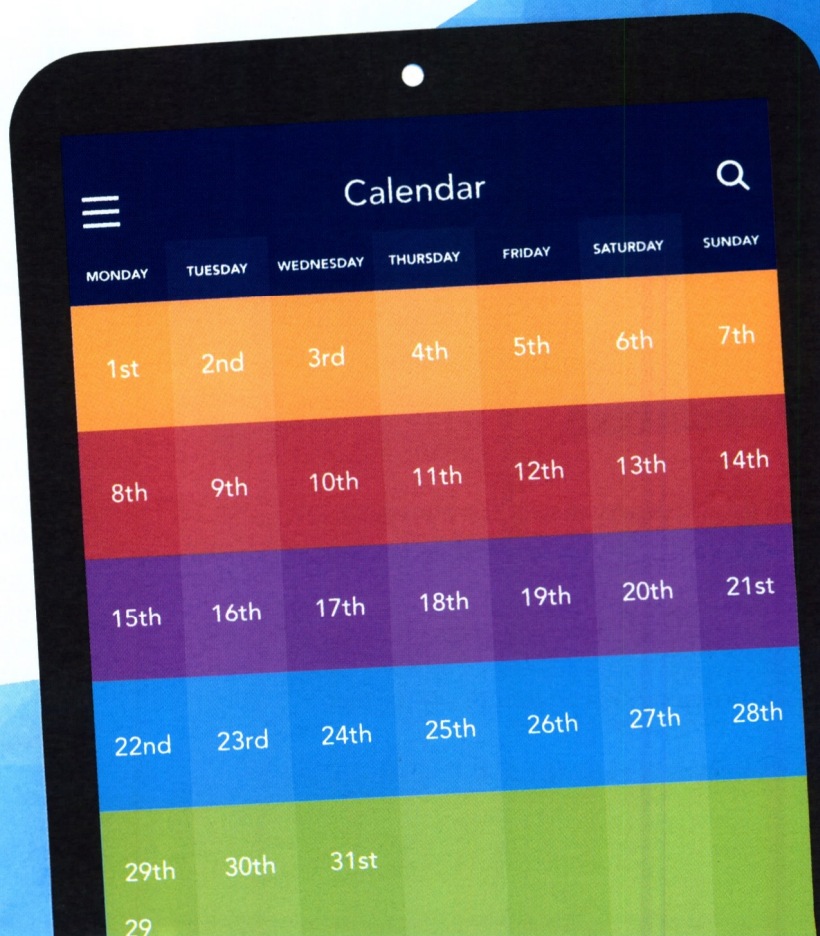 Calendar
MONDAY TUESDAY WEDNESDAY THURSDAY FRIDAY SATURDAY SUNDAY
1st 2nd 3rd 4th 5th 6th 7th
8th 9th 10th 11th 12th 13th 14th
15th 16th 17th 18th 19th 20th 21st
22nd 23rd 24th 25th 26th 27th 28th
29th 30th 31st
29